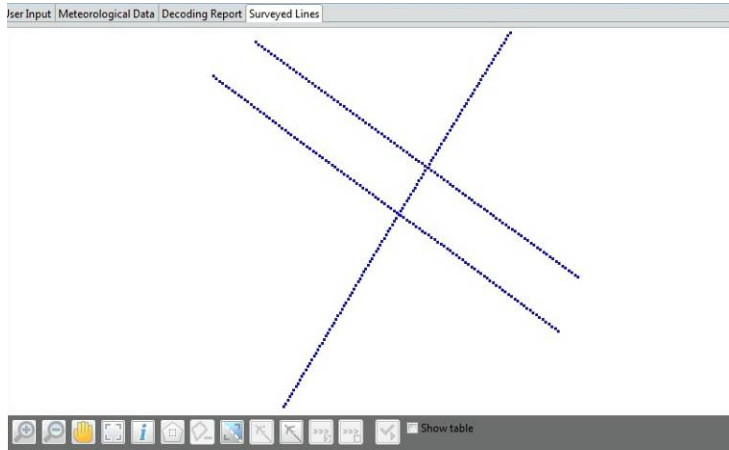 User Input Meteorological Data Decoding Report Surveyed Lines
i
Show table